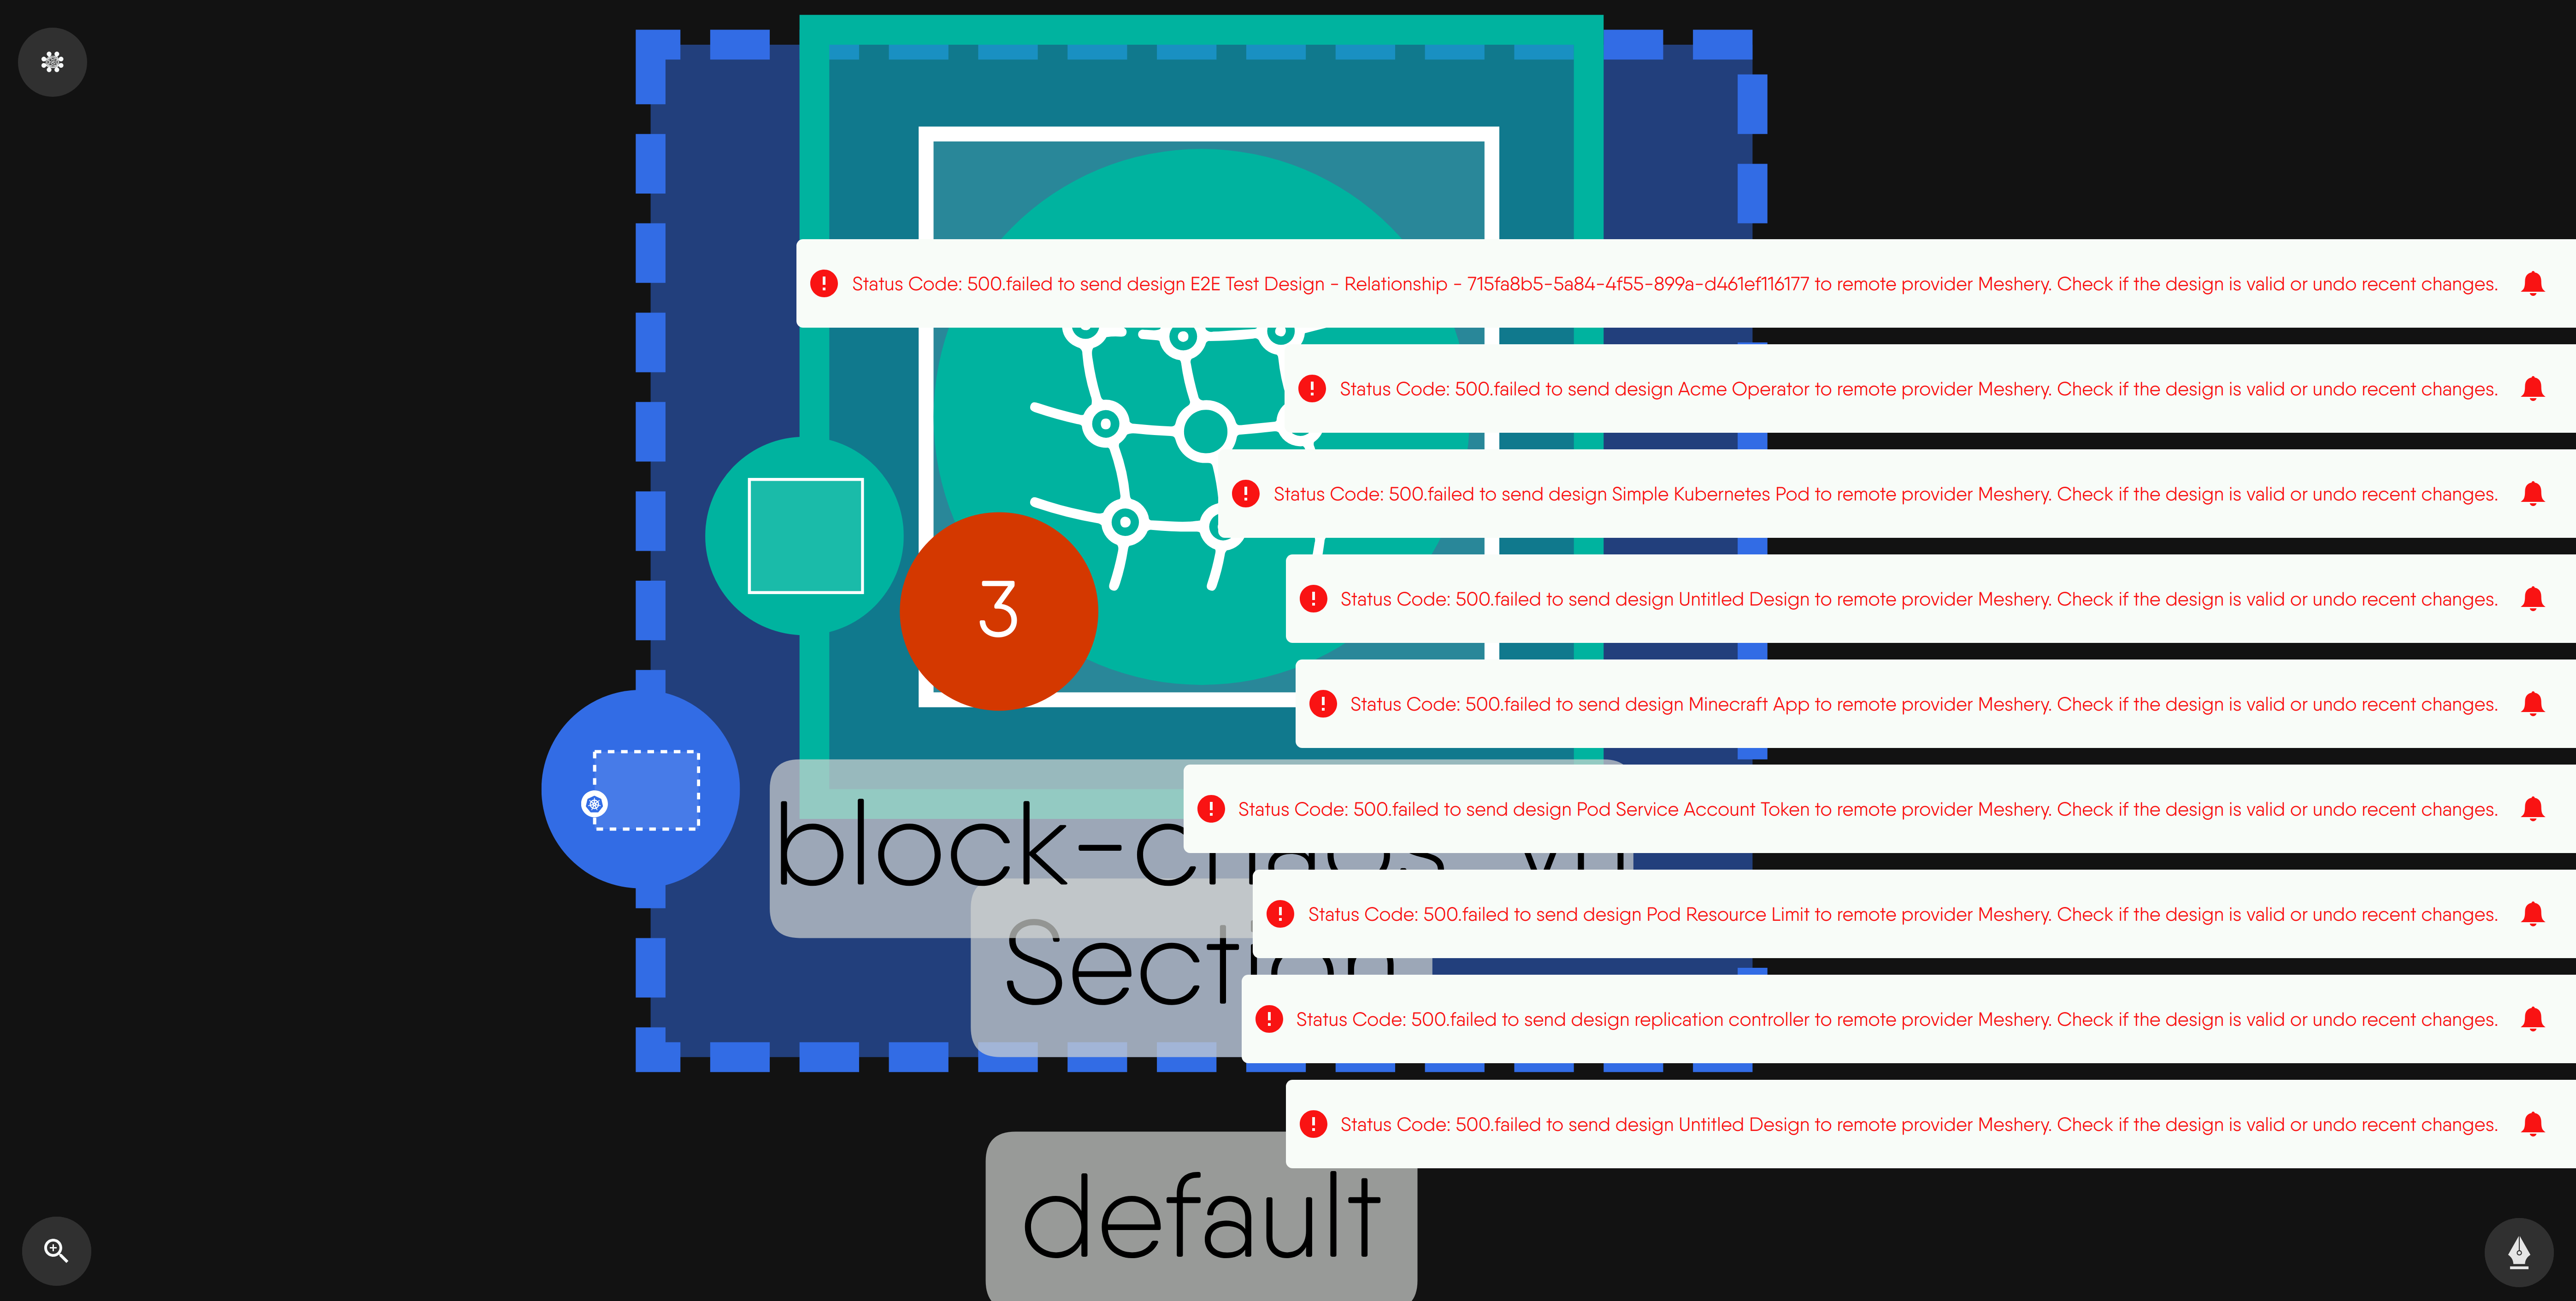 Status Code: 500.failed to send design E2E Test Design - Relationship - 715fa8b5-5a84-4f55-899a-d461ef116177 to remote provider Meshery. Check if the design is valid or undo recent changes.
Status Code: 500.failed to send design Acme Operator to remote provider Meshery. Check if the design is valid or undo recent changes.
Status Code: 500.failed to send design Simple Kubernetes Pod to remote provider Meshery. Check if the design is valid or undo recent changes.
Status Code: 500.failed to send design Untitled Design to remote provider Meshery. Check if the design is valid or undo recent changes.
3
Status Code: 500.failed to send design Minecraft App to remote provider Meshery. Check if the design is valid or undo recent changes.
Status Code: 500.failed to send design Pod Service Account Token to remote provider Meshery. Check if the design is valid or undo recent changes.
block-chaos
Status Code: 500.failed to send design Pod Resource Limit to remote provider Meshery. Check if the design is valid or undo recent changes.
Section
Status Code: 500.failed to send design replication controller to remote provider Meshery. Check if the design is valid or undo recent changes.
Status Code: 500.failed to send design Untitled Design to remote provider Meshery. Check if the design is valid or undo recent changes.
default